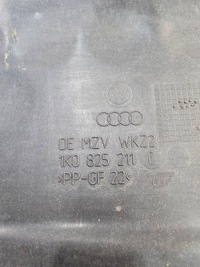 DE MZV WKZ2
1K0 825 211
>PP-GF 22<